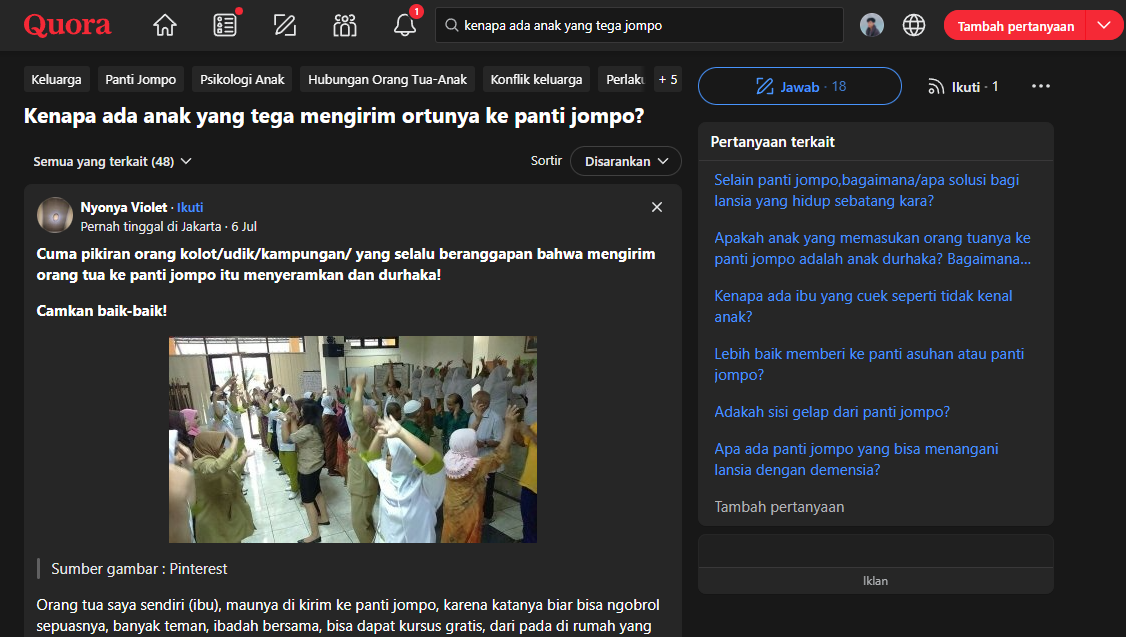 Quora
1
kenapa ada anak yang tega jompo
Tambah pertanyaan
Keluarga
Panti Jompo
Psikologi Anak
Hubungan Orang Tua-Anak
Konflik keluarga
+ 5
Jawab · 18
Ikuti · 1
Kenapa ada anak yang tega mengirim ortunya ke panti jompo?
Semua yang terkait (48)
Sortir
Disarankan
Nyonya Violet · Ikuti
Pernah tinggal di Jakarta · 6 Jul
Cuma pikiran orang kolot/udik/kampungan/ yang selalu beranggapan bahwa mengirim
orang tua ke panti jompo itu menyeramkan dan durhaka!
Camkan baik-baik!
Sumber gambar : Pinterest
Orang tua saya sendiri (ibu), maunya di kirim ke panti jompo, karena katanya biar bisa ngobrol
sepuasnya, banyak teman, ibadah bersama, bisa dapat kursus gratis, dari pada di rumah yang
Pertanyaan terkait
Selain panti jompo,bagaimana/apa solusi bagi
lansia yang hidup sebatang kara?
Apakah anak yang memasukan orang tuanya ke
panti jompo adalah anak durhaka? Bagaimana...
Kenapa ada ibu yang cuek seperti tidak kenal
anak?
Lebih baik memberi ke panti asuhan atau panti
jompo?
Adakah sisi gelap dari panti jompo?
Apa ada panti jompo yang bisa menangani
lansia dengan demensia?
Tambah pertanyaan
Iklan